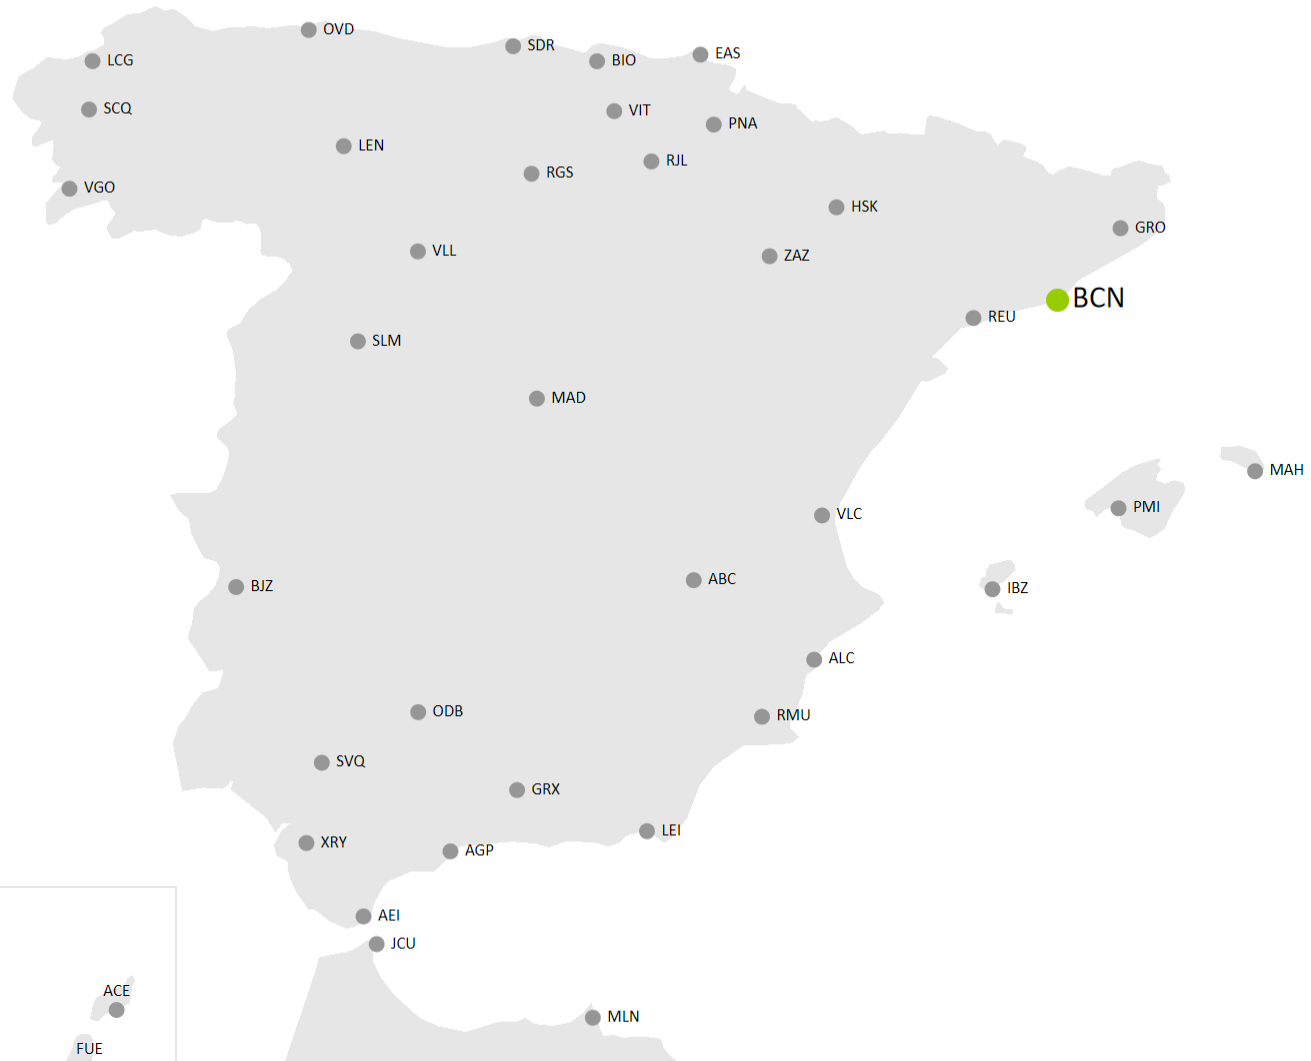 OVD
SDR
EAS
LCG
BIO
SCQ
VIT
PNA
LEN
RJL
RGS
VGO
HSK
GRO
VLL
ZAZ
BCN
REU
SLM
MAD
MAH
PMI
VLC
ABC
BJZ
IBZ
ALC
ODB
RMU
SVQ
GRX
LEI
XRY
AGP
AEI
JCU
ACE
MLN
FUE